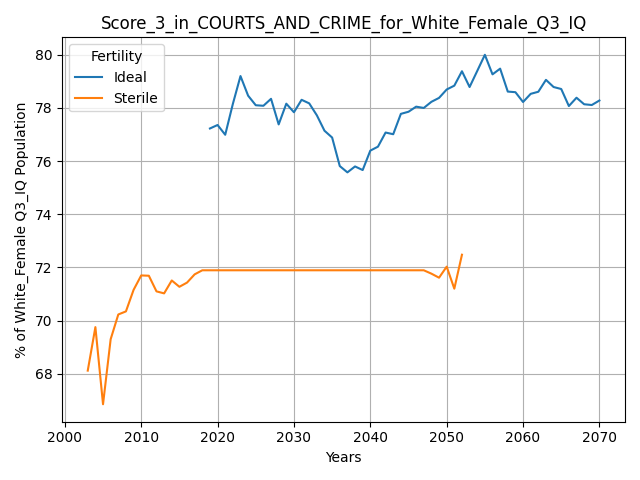 Score_3_in_COURTS_AND_CRIME_for_White_Female_Q3_IQ
Fertility
Ideal
Sterile
% of White_Female Q3_IQ Population
80
78
76
74
72
70
68
2000 2010 2020 2030 2040 2050 2060 2070
Years